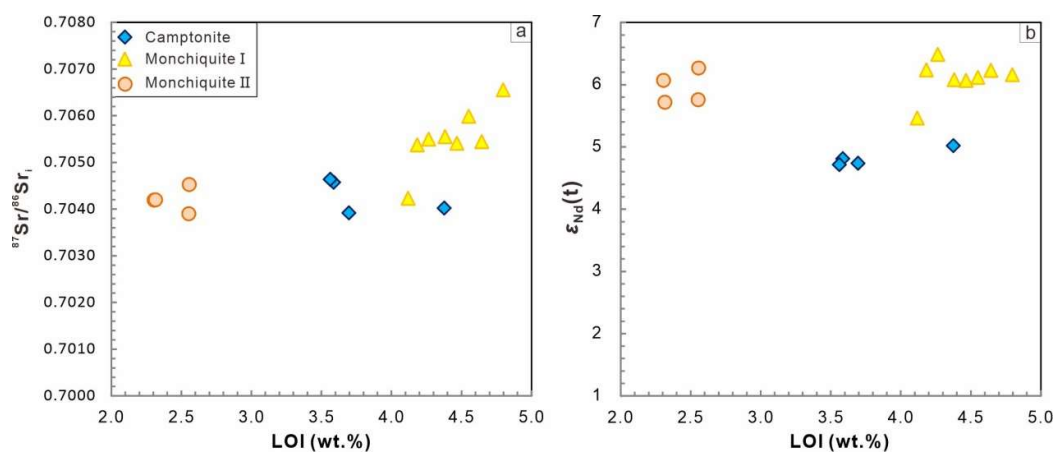 a
Camptonite
Monchiquite I
Monchiquite II
0.7080
0.7070
0.7060
0.7050
0.7040
0.7030
0.7020
0.7010
0.7000
⁸⁷Sr/⁸⁶Srᵢ
2.0 2.5 3.0 3.5 4.0 4.5 5.0
LOI (wt.%)
b
7
6
5
4
3
2
1
εNd(t)
2.0 2.5 3.0 3.5 4.0 4.5 5.0
LOI (wt.%)